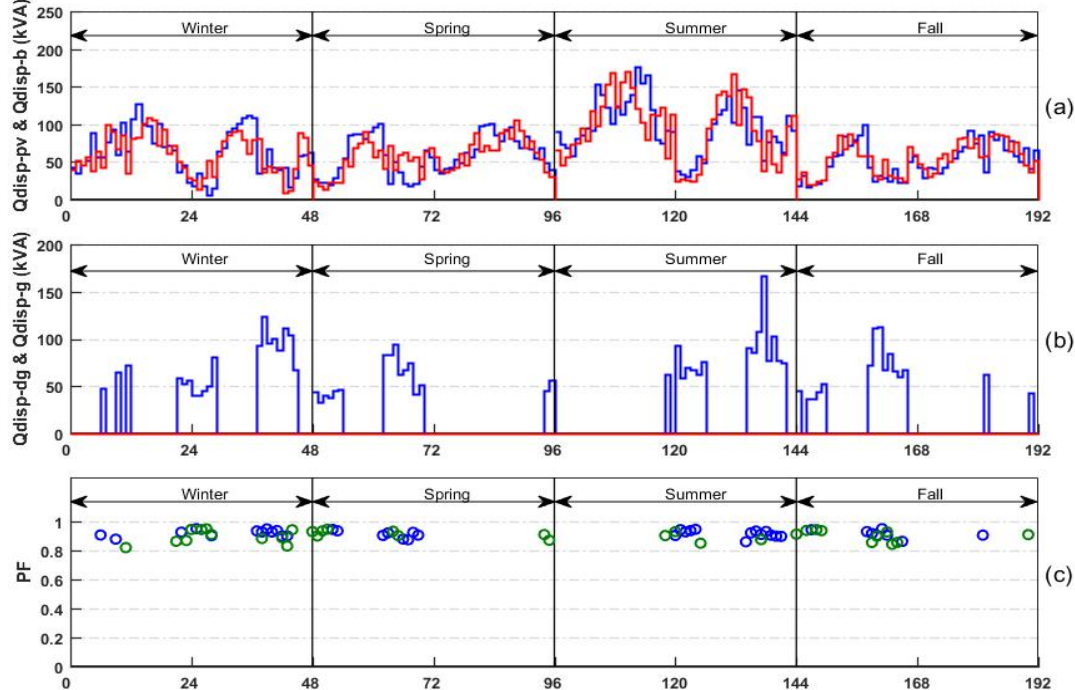 Qdisp-pv & Qdisp-b (kVA)
250
200
150
100
50
0
Winter
Spring
Summer
Fall
(a)
0
24
48
72
96
120
144
168
192
Qdisp-dg & Qdisp-g (kVA)
200
150
100
50
0
Winter
Spring
Summer
Fall
(b)
0
24
48
72
96
120
144
168
192
PF
1
0.8
0.6
0.4
0.2
0
Winter
Spring
Summer
Fall
(c)
0
24
48
72
96
120
144
168
192